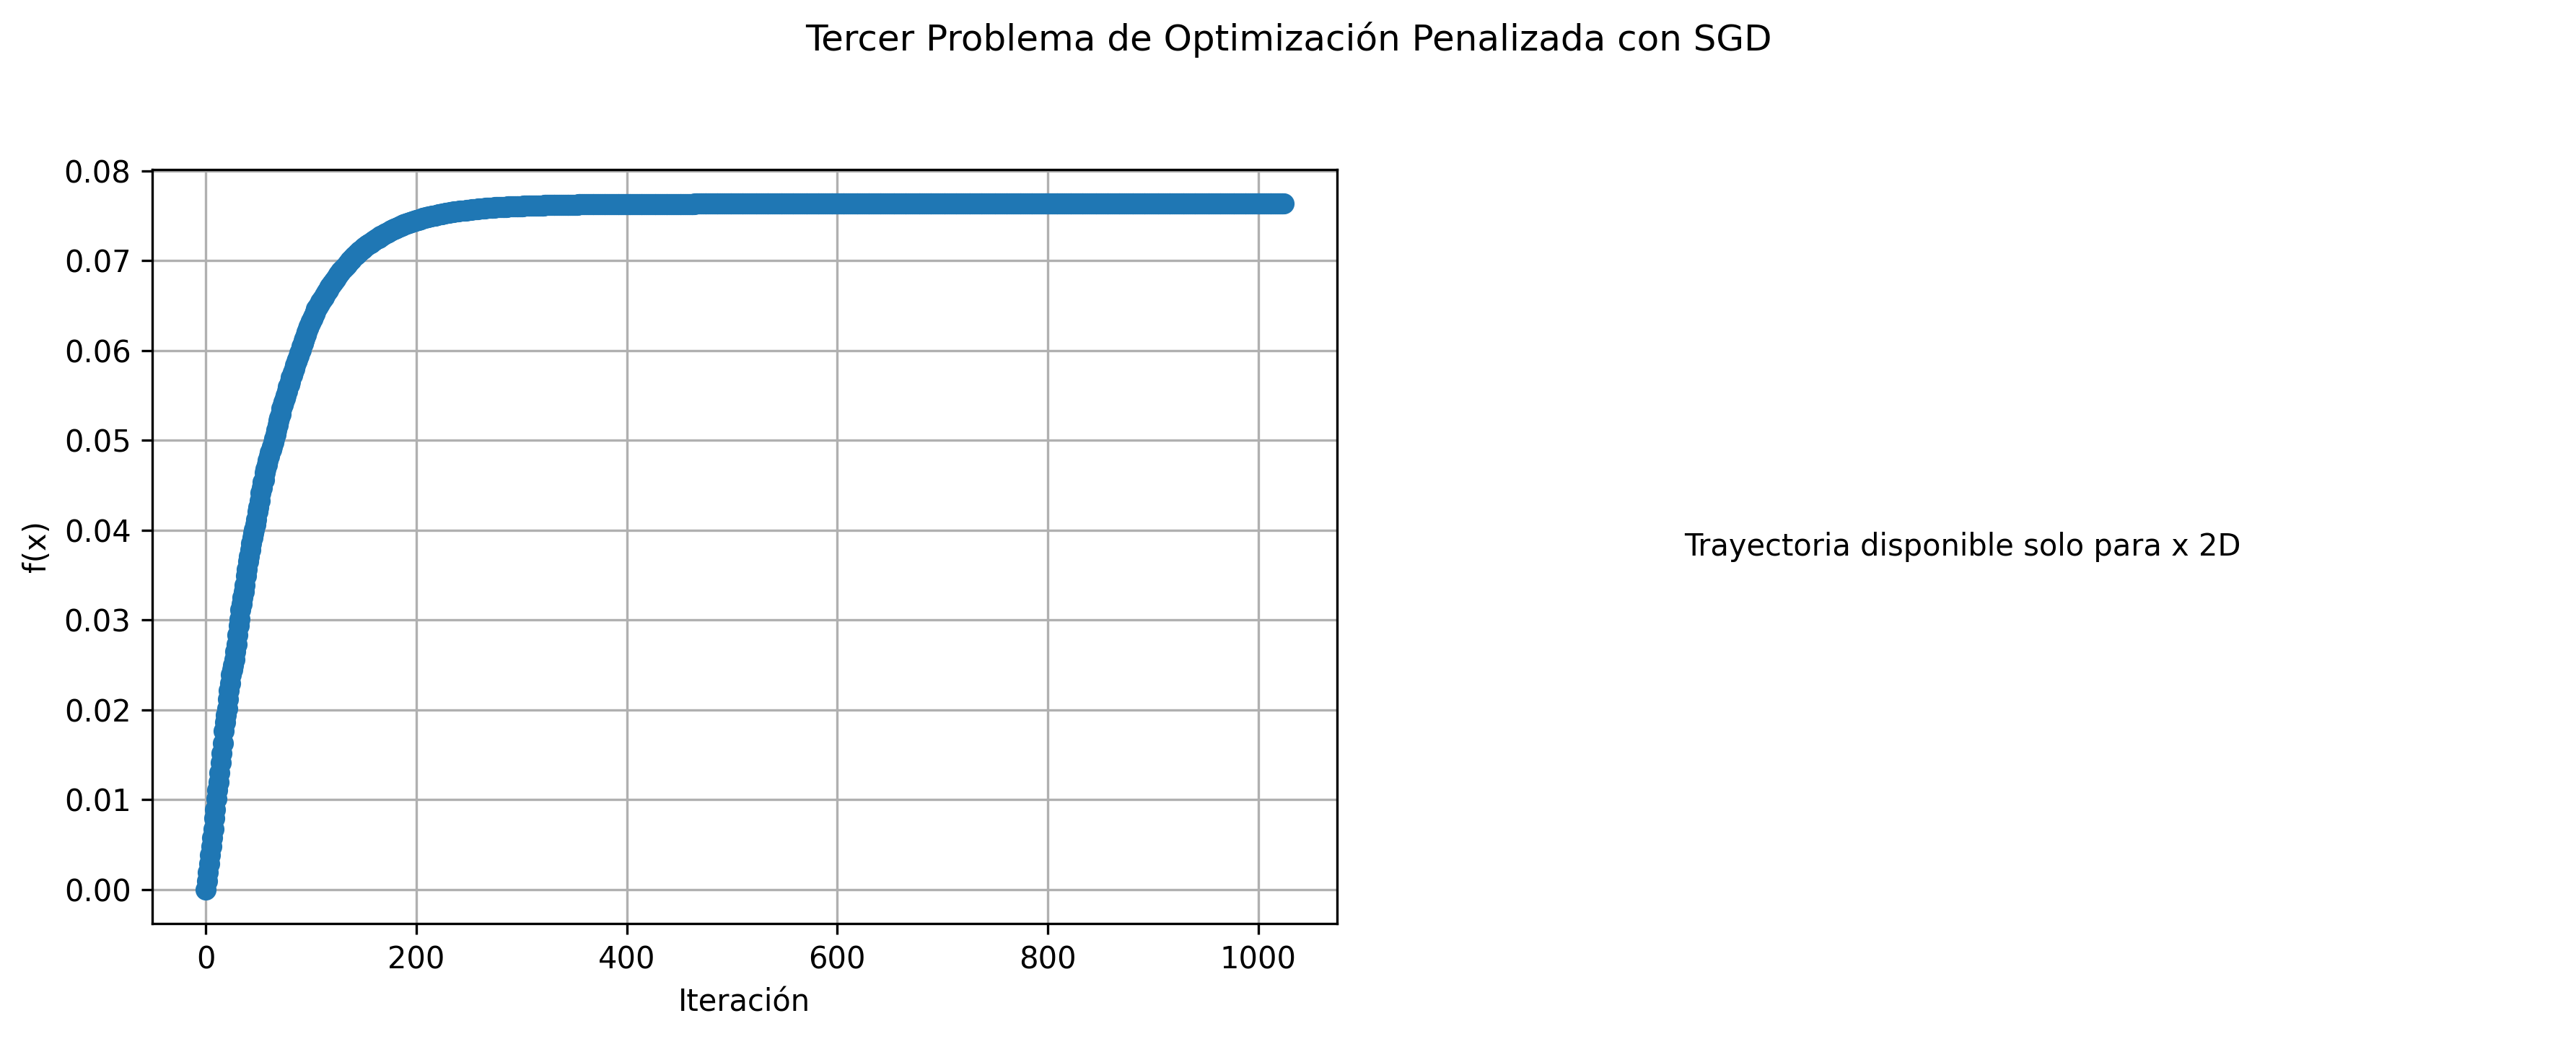 Tercer Problema de Optimización Penalizada con SGD
0.08
0.07
0.06
0.05
0.04
0.03
0.02
0.01
0.00
f(x)
0 200 400 600 800 1000
Iteración
Trayectoria disponible solo para x 2D